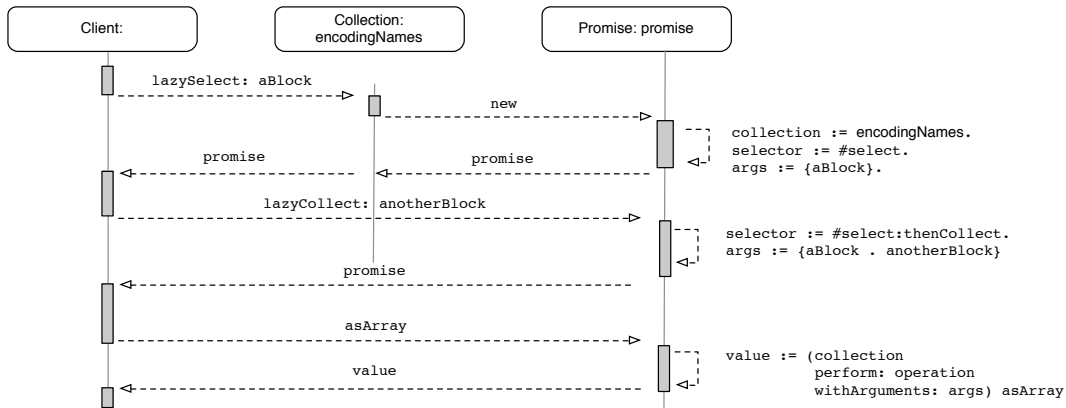 Client:
Collection:
encodingNames
Promise: promise
lazySelect: aBlock
new
collection := encodingNames.
selector := #select.
args := {aBlock}.
promise
promise
lazyCollect: anotherBlock
selector := #select:thenCollect.
args := {aBlock . anotherBlock}
promise
asArray
value := (collection
perform: operation
withArguments: args) asArray
value